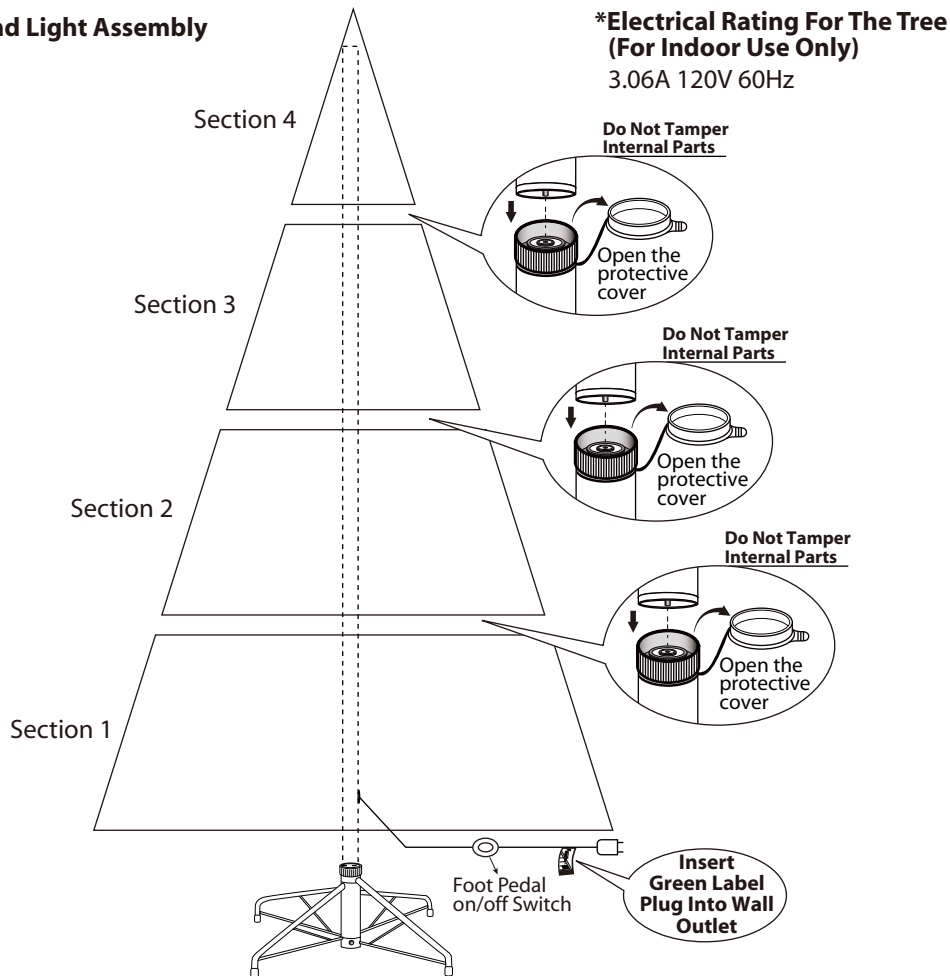 nd Light Assembly
*Electrical Rating For The Tree
(For Indoor Use Only)
3.06A 120V 60Hz
Section 4
Do Not Tamper
Internal Parts
Open the
protective
cover
Section 3
Do Not Tamper
Internal Parts
Open the
protective
cover
Section 2
Do Not Tamper
Internal Parts
Open the
protective
cover
Section 1
Foot Pedal
on/off Switch
Insert
Green Label
Plug Into Wall
Outlet